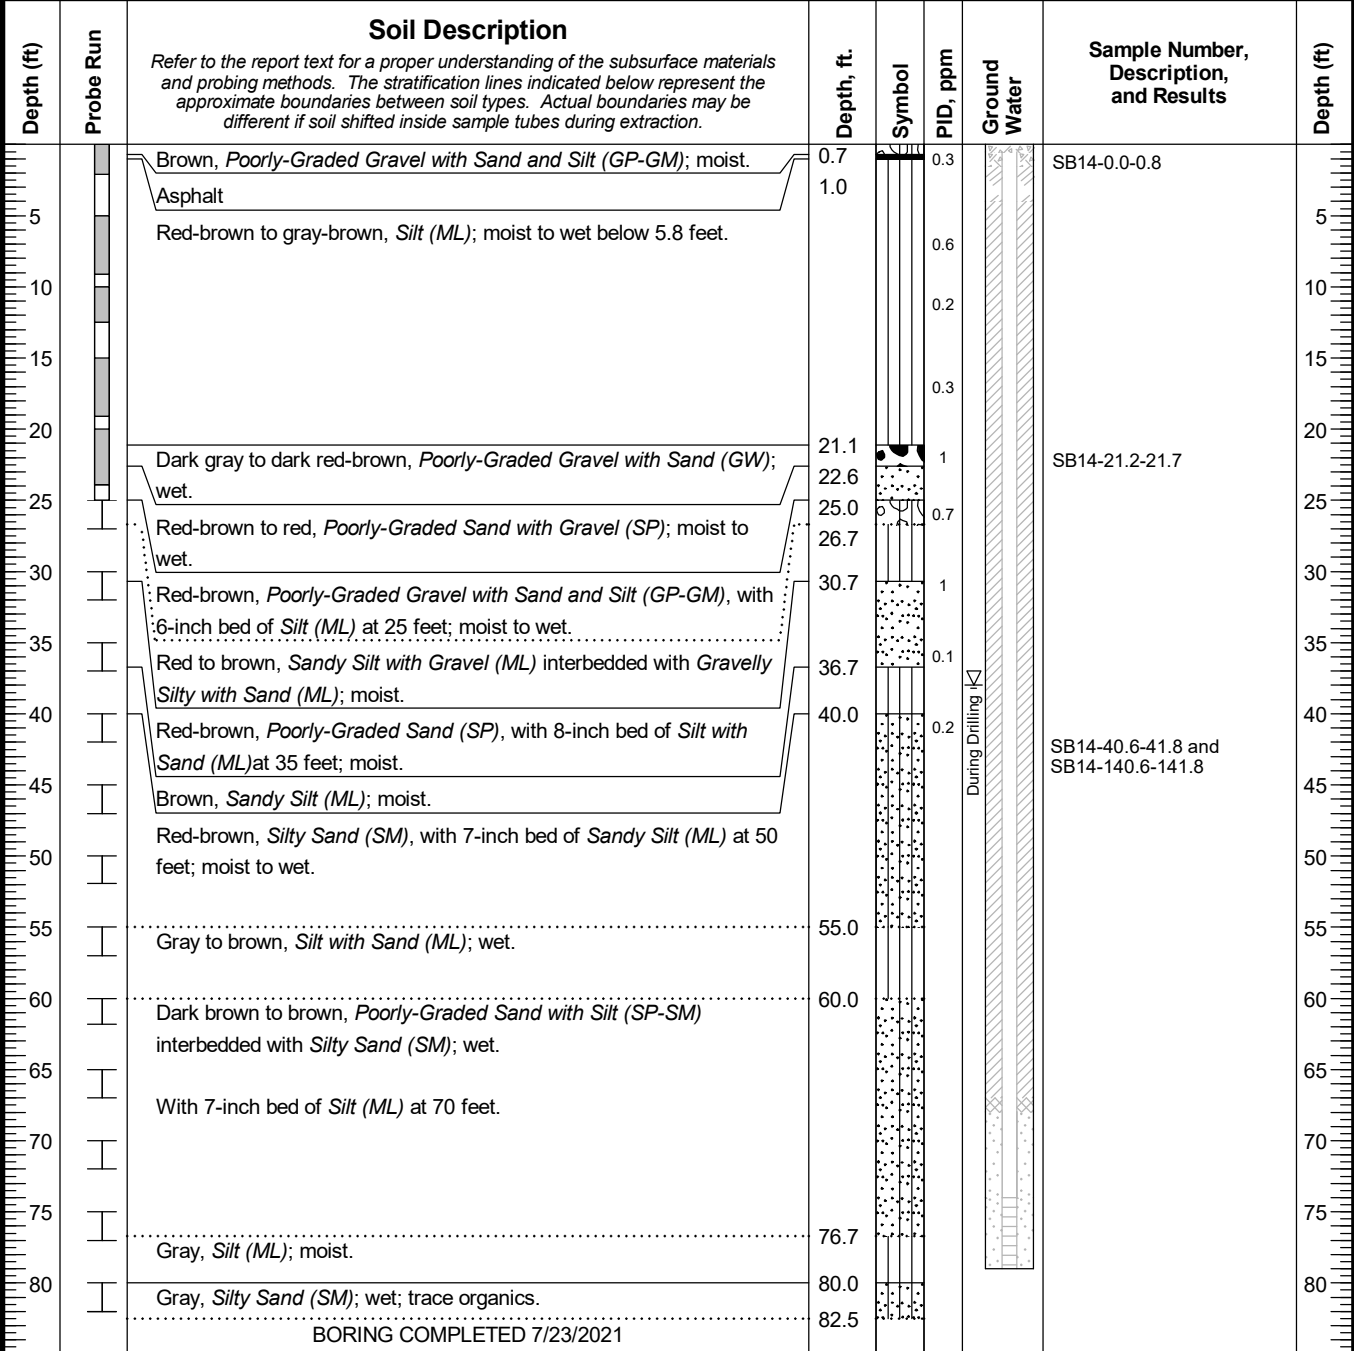 Depth (ft)
Probe Run
Soil Description
Refer to the report text for a proper understanding of the subsurface materials
and probing methods. The stratification lines indicated below represent the
approximate boundaries between soil types. Actual boundaries may be
different if soil shifted inside sample tubes during extraction.
Depth, ft.
Symbol
PID, ppm
Ground
Water
Sample Number,
Description,
and Results
Depth (ft)
Brown, Poorly-Graded Gravel with Sand and Silt (GP-GM); moist.
0.7
0.3
SB14-0.0-0.8
Asphalt
1.0
5
Red-brown to gray-brown, Silt (ML); moist to wet below 5.8 feet.
0.6
5
10
0.2
10
15
0.3
15
20
20
21.1
Dark gray to dark red-brown, Poorly-Graded Gravel with Sand (GW);
wet.
1
SB14-21.2-21.7
22.6
25
25.0
25
Red-brown to red, Poorly-Graded Sand with Gravel (SP); moist to
wet.
0.7
26.7
30
30.7
1
30
Red-brown, Poorly-Graded Gravel with Sand and Silt (GP-GM), with
6-inch bed of Silt (ML) at 25 feet; moist to wet.
35
0.1
35
Red to brown, Sandy Silt with Gravel (ML) interbedded with Gravelly
Silty with Sand (ML); moist.
36.7
40
40.0
0.2
During Drilling
40
Red-brown, Poorly-Graded Sand (SP), with 8-inch bed of Silt with
Sand (ML)at 35 feet; moist.
SB14-40.6-41.8 and
SB14-140.6-141.8
45
45
Brown, Sandy Silt (ML); moist.
Red-brown, Silty Sand (SM), with 7-inch bed of Sandy Silt (ML) at 50
feet; moist to wet.
50
50
55
55.0
55
Gray to brown, Silt with Sand (ML); wet.
60
60.0
60
Dark brown to brown, Poorly-Graded Sand with Silt (SP-SM)
interbedded with Silty Sand (SM); wet.
65
65
With 7-inch bed of Silt (ML) at 70 feet.
70
70
75
75
76.7
Gray, Silt (ML); moist.
80
80.0
80
Gray, Silty Sand (SM); wet; trace organics.
82.5
BORING COMPLETED 7/23/2021